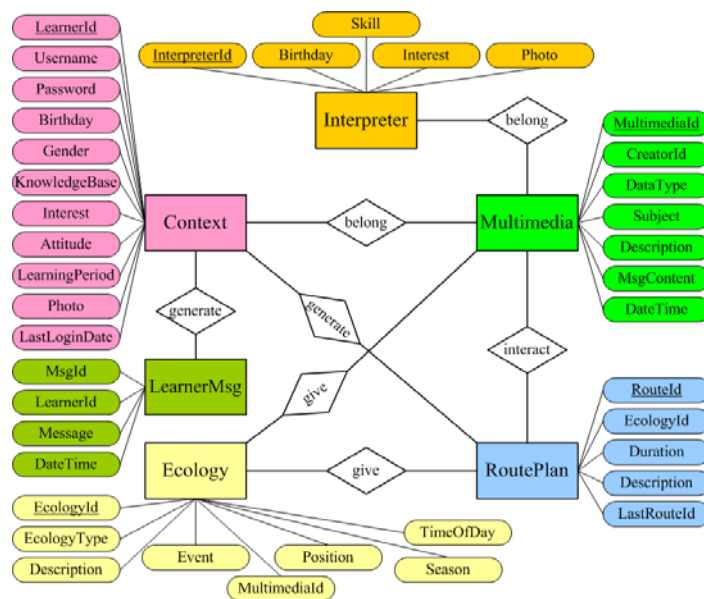 LearnerId
Username
Password
Birthday
Gender
KnowledgeBase
Interest
Attitude
LearningPeriod
Photo
LastLoginDate
Skill
InterpreterId
Birthday
Interest
Photo
Interpreter
belong
MultimediaId
CreatorId
DataType
Subject
Description
MsgContent
DateTime
Context
belong
Multimedia
generate
generate
interact
give
MsgId
LearnerId
Message
DateTime
LearnerMsg
Ecology
give
RoutePlan
RouteId
EcologyId
Duration
Description
LastRouteId
EcologyId
EcologyType
Description
Event
MultimediaId
Position
Season
TimeOfDay